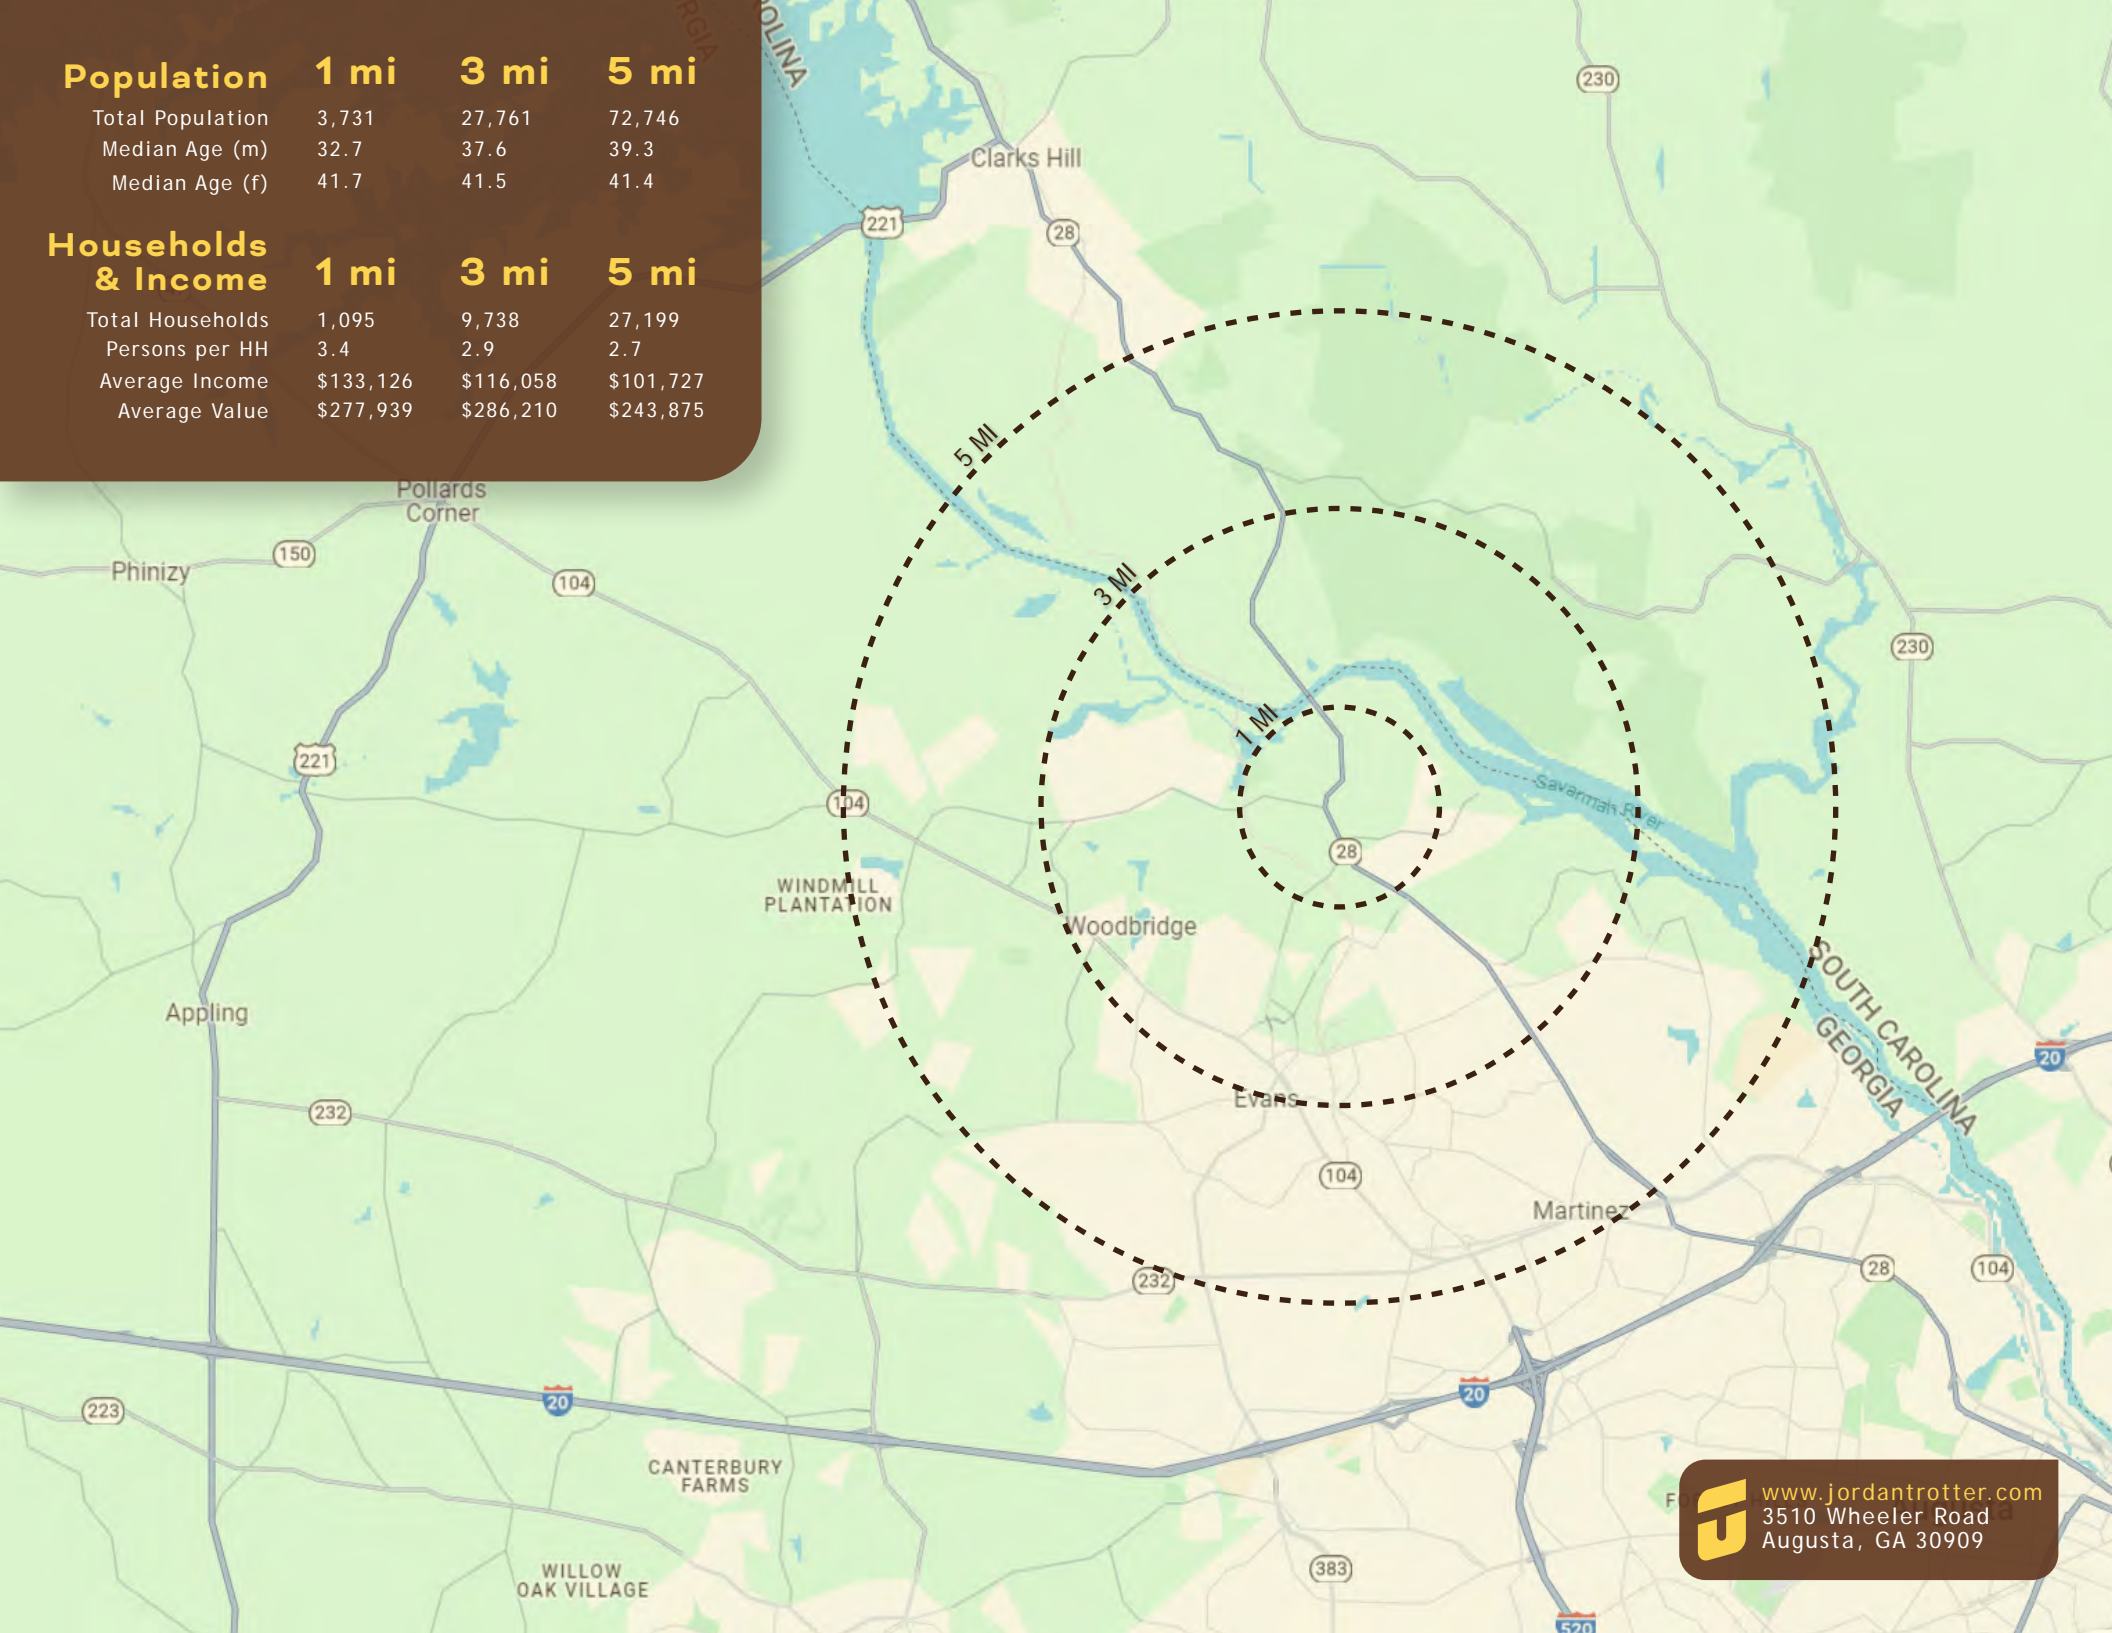 Population 1 mi 3 mi 5 mi
Total Population 3,731 27,761 72,746
Median Age (m) 32.7 37.6 39.3
Median Age (f) 41.7 41.5 41.4
Households
& Income 1 mi 3 mi 5 mi
Total Households 1,095 9,738 27,199
Persons per HH 3.4 2.9 2.7
Average Income $133,126 $116,058 $101,727
Average Value $277,939 $286,210 $243,875
OLINA
RGIA
230
Clarks Hill
221
28
5 MI
Pollards
Corner
150
Phinizy
104
3 MI
230
1 MI
221
104
Savannah River
28
WINDMILL
PLANTATION
Woodbridge
SOUTH CAROLINA
GEORGIA
Appling
20
232
Evans
104
Martinez
232
28
104
20
20
223
CANTERBURY
FARMS
WILLOW
OAK VILLAGE
383
520
www.jordantrotter.com
3510 Wheeler Road
Augusta, GA 30909